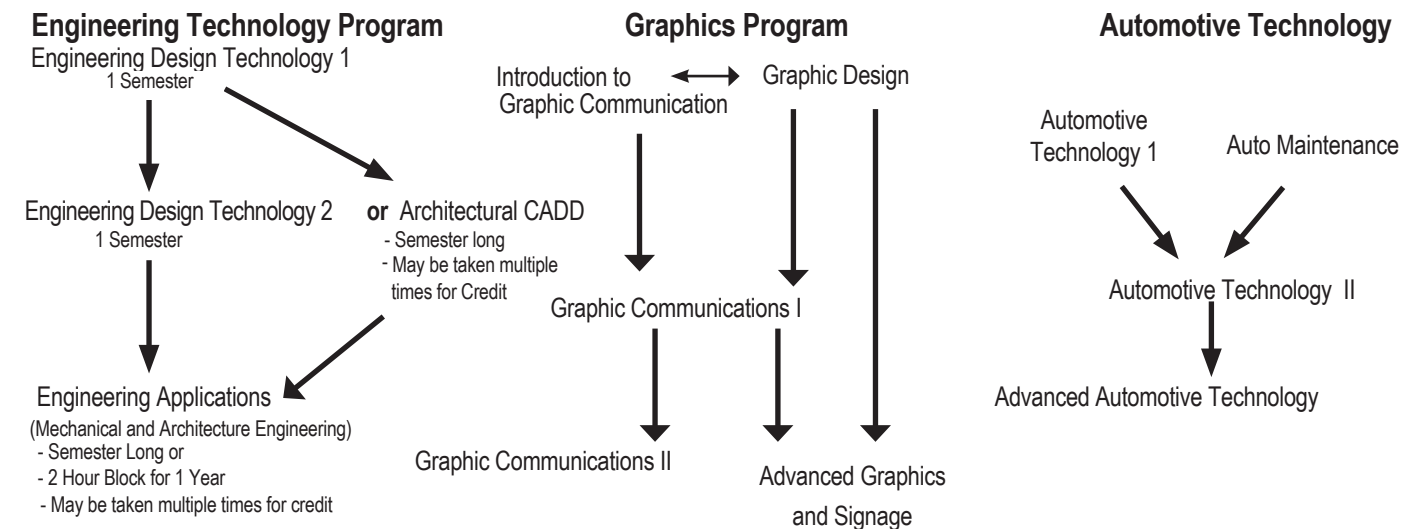 Engineering Technology Program
Engineering Design Technology 1
1 Semester
Engineering Design Technology 2
1 Semester
or Architectural CADD
- Semester long
- May be taken multiple
times for Credit
Engineering Applications
(Mechanical and Architecture Engineering)
- Semester Long or
- 2 Hour Block for 1 Year
- May be taken multiple times for credit
Graphics Program
Introduction to
Graphic Communication
Graphic Design
Graphic Communications I
Graphic Communications II
Advanced Graphics
and Signage
Automotive Technology
Automotive
Technology 1
Auto Maintenance
Automotive Technology II
Advanced Automotive Technology